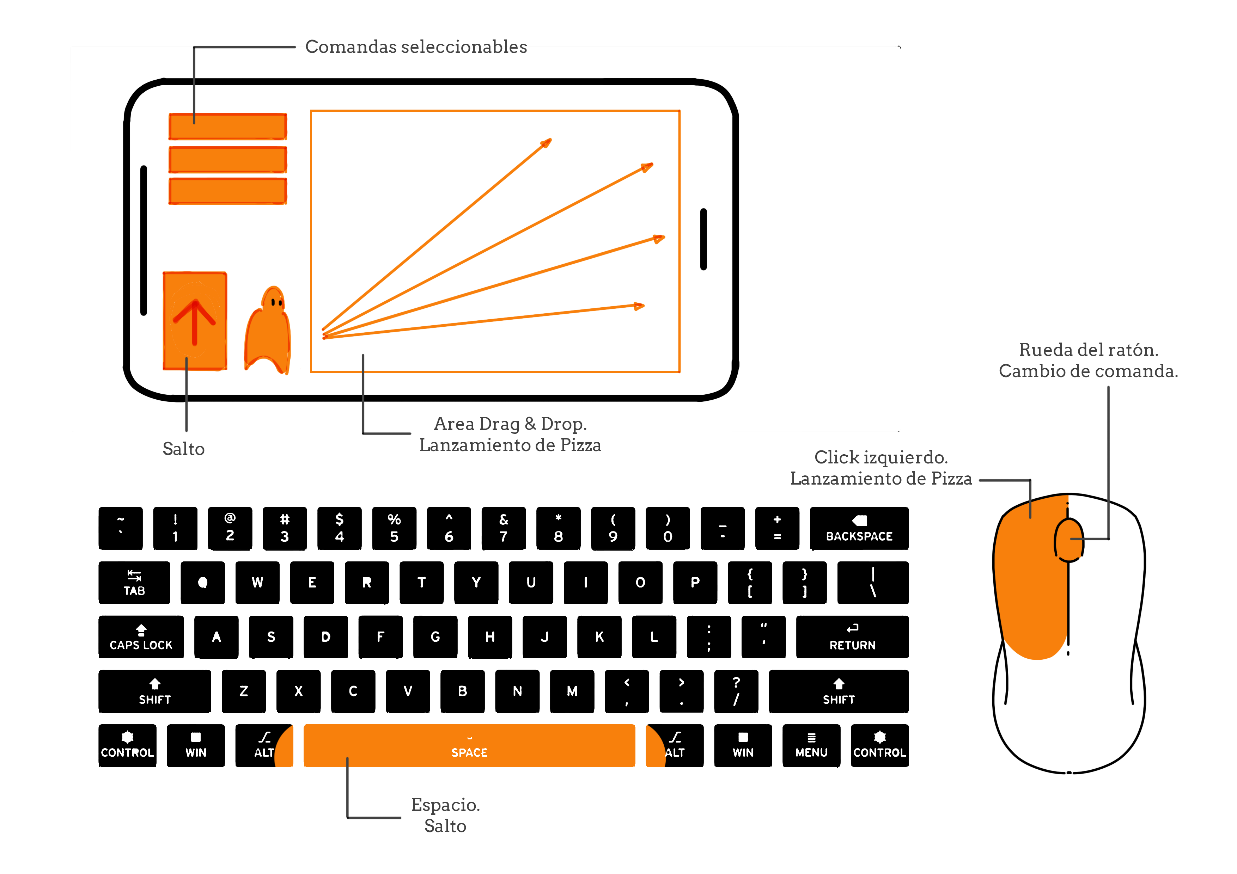 Comandas seleccionables
Salto
Area Drag & Drop.
Lanzamiento de Pizza
Rueda del ratón.
Cambio de comanda.
Click izquierdo.
Lanzamiento de Pizza
~ ! @ # $ % ^ & * ( ) _ +
` 1 2 3 4 5 6 7 8 9 0 - = BACKSPACE
{ } |
TAB Q W E R T Y U I O P [ ] \
: "
CAPS LOCK A S D F G H J K L ; ' RETURN
< > ?
SHIFT Z X C V B N M , . / SHIFT
CONTROL WIN ALT SPACE ALT WIN MENU CONTROL
Espacio.
Salto